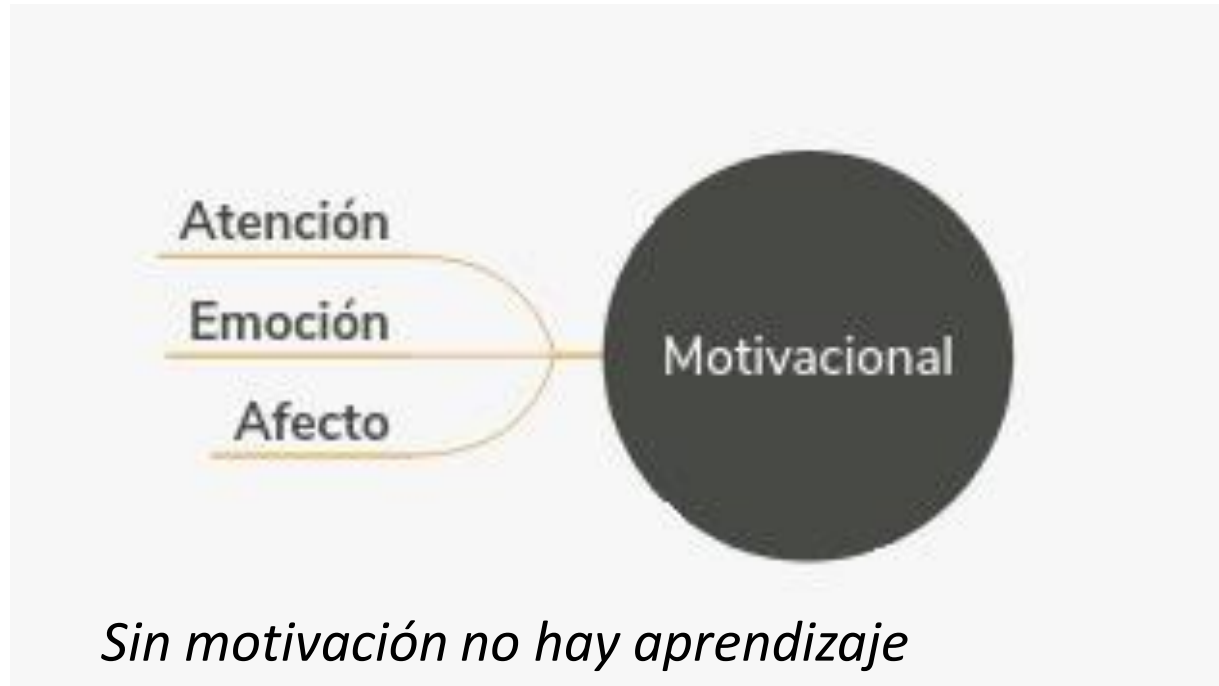 Atención
Emoción
Afecto
Motivacional
Sin motivación no hay aprendizaje